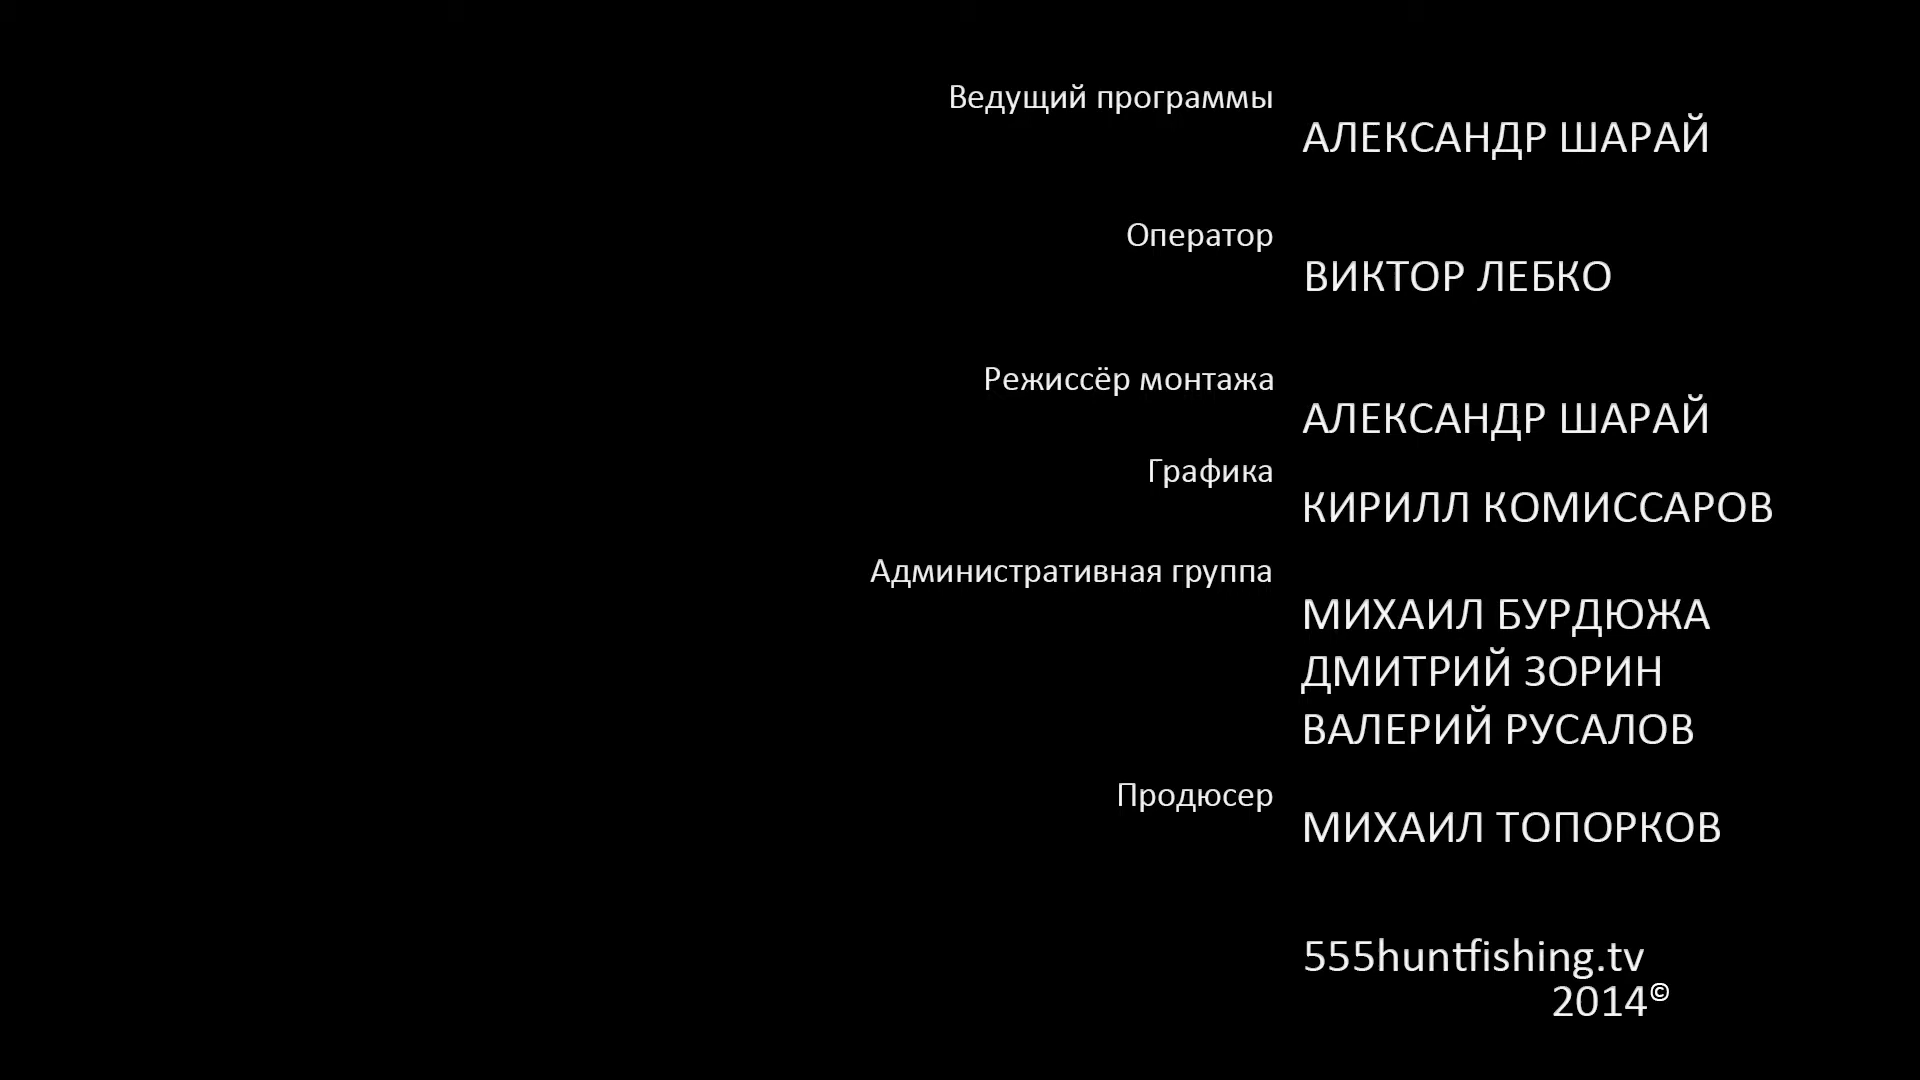 Ведущий программы
АЛЕКСАНДР ШАРАЙ
Оператор
ВИКТОР ЛЕБКО
Режиссёр монтажа
АЛЕКСАНДР ШАРАЙ
Графика
КИРИЛЛ КОМИССАРОВ
Административная группа
МИХАИЛ БУРДЮЖА
ДМИТРИЙ ЗОРИН
ВАЛЕРИЙ РУСАЛОВ
Продюсер
МИХАИЛ ТОПОРКОВ
555huntfishing.tv
2014©